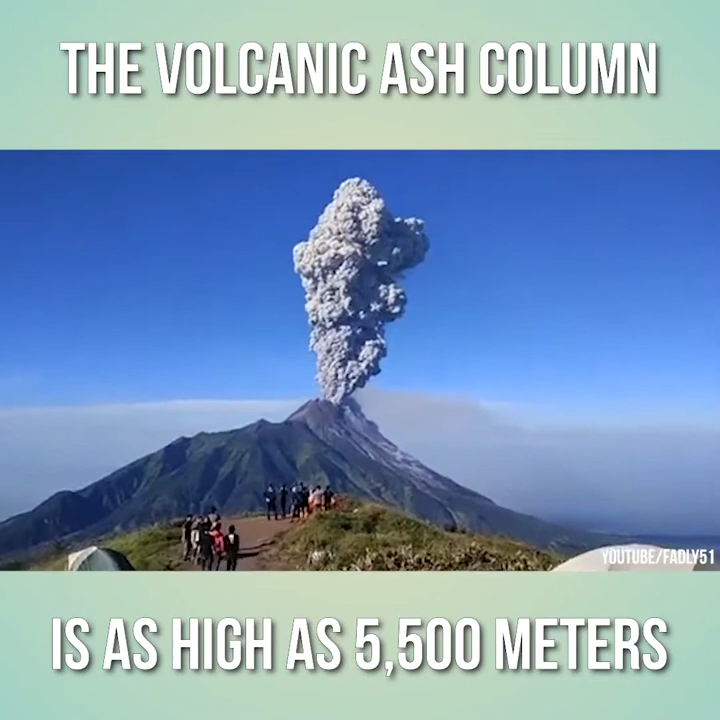 THE VOLCANIC ASH COLUMN
YOUTUBE/FADLY51
IS AS HIGH AS 5,500 METERS